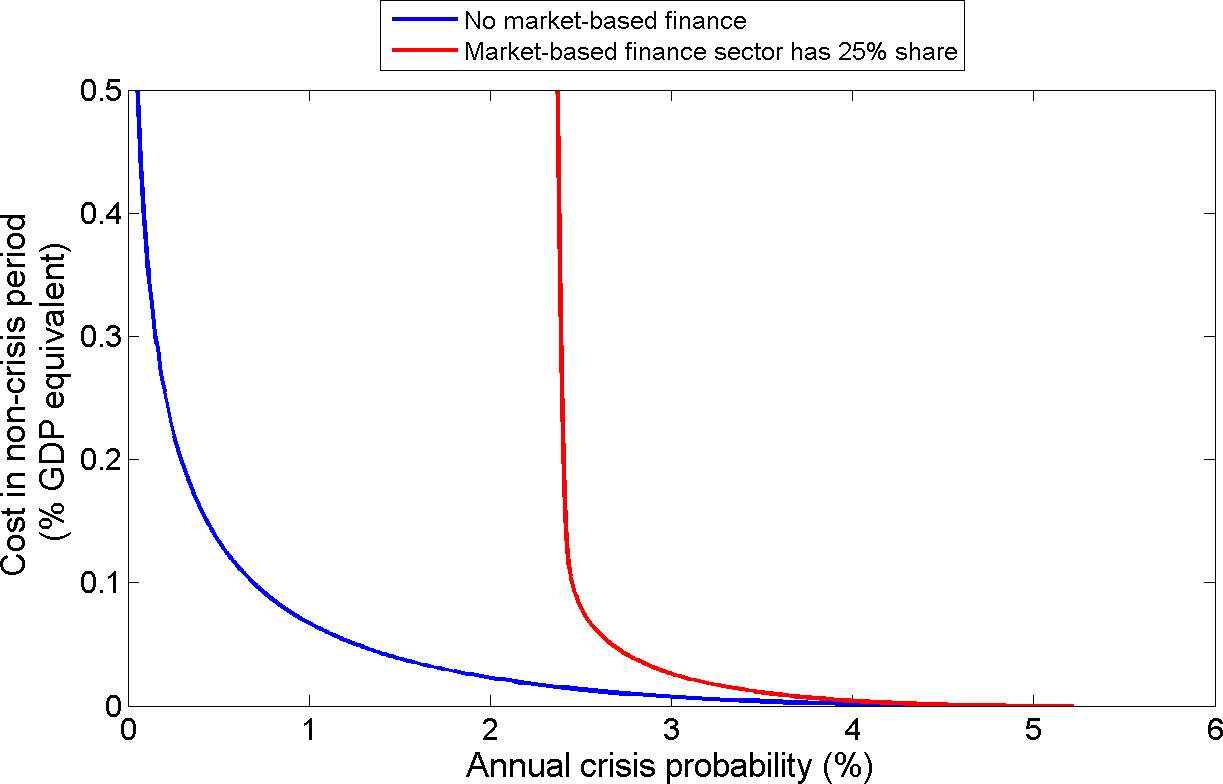 No market-based finance
Market-based finance sector has 25% share
0.5
0.4
0.3
0.2
0.1
0
Cost in non-crisis period
(% GDP equivalent)
0 1 2 3 4 5 6
Annual crisis probability (%)